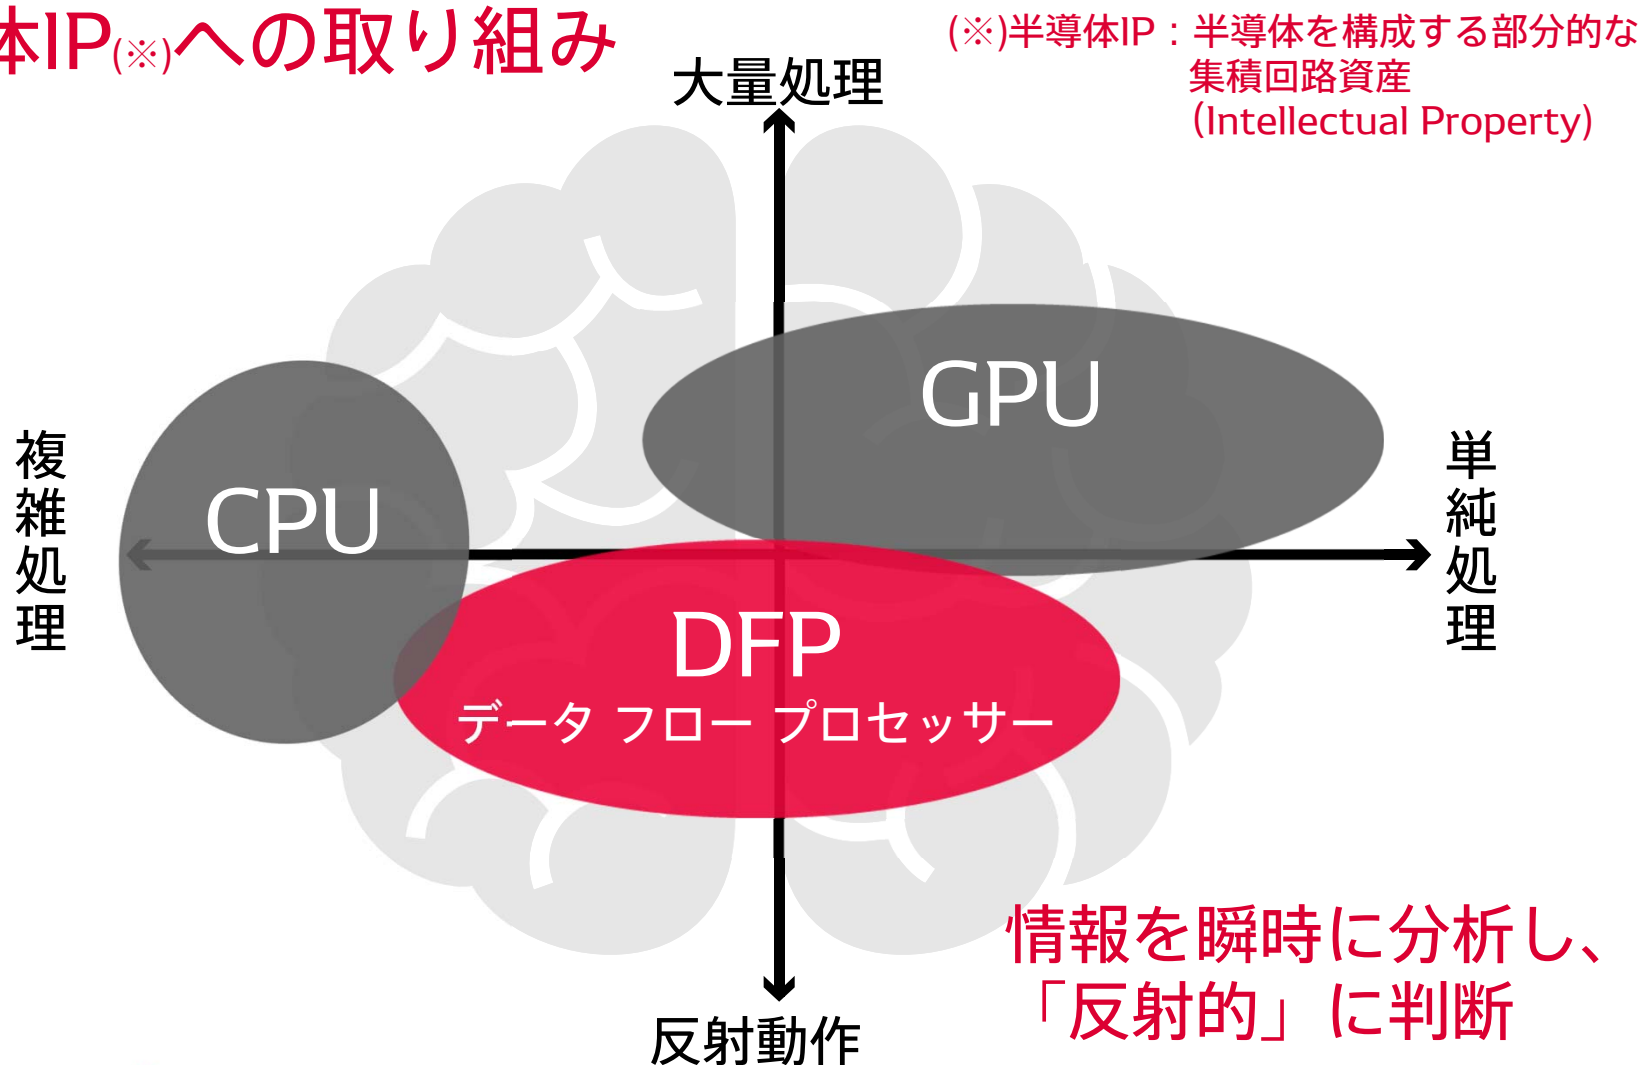 体IP(※)への取り組み
(※)半導体IP：半導体を構成する部分的な
集積回路資産
(Intellectual Property)
大量処理
GPU
CPU
複雑処理
単純処理
DFP
データ フロー プロセッサー
情報を瞬時に分析し、
「反射的」に判断
反射動作